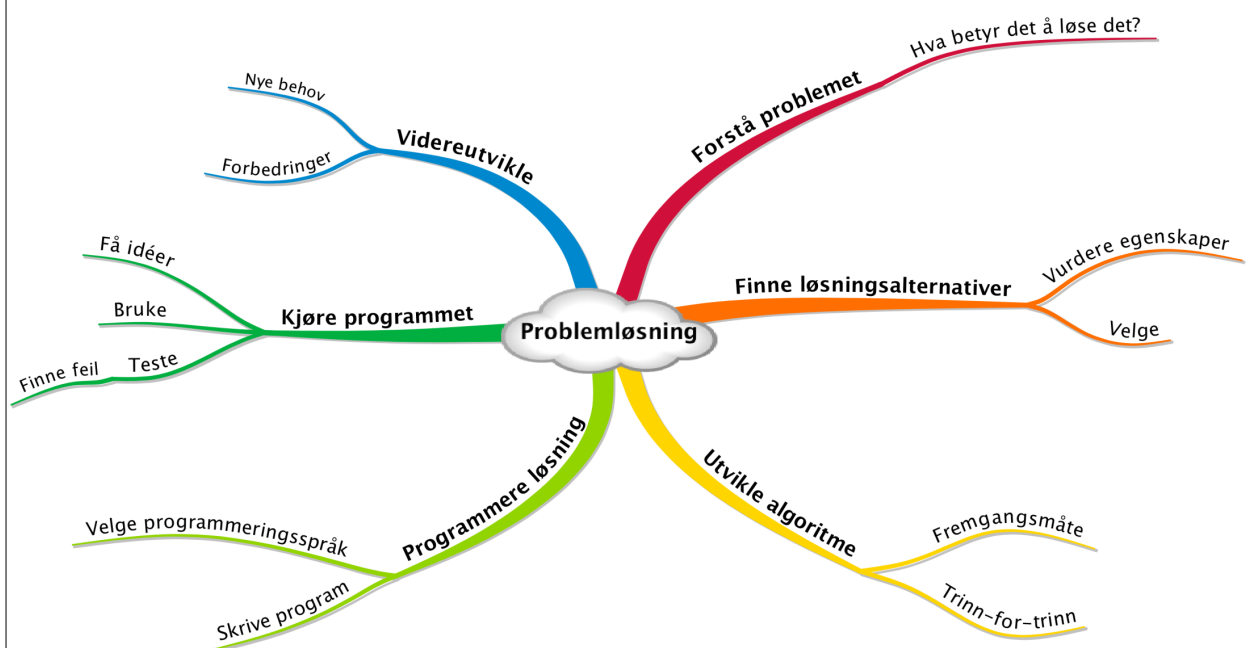 Problemløsning
Forstå problemet
Hva betyr det å løse det?
Finne løsningsalternativer
Vurdere egenskaper
Velge
Utvikle algoritme
Fremgangsmåte
Trinn-for-trinn
Programmere løsning
Velge programmeringsspråk
Skrive program
Kjøre programmet
Få idéer
Bruke
Teste
Finne feil
Videreutvikle
Nye behov
Forbedringer